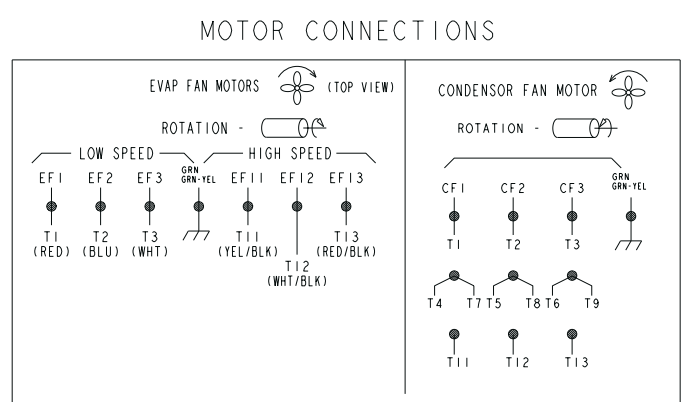 MOTOR CONNECTIONS
EVAP FAN MOTORS (TOP VIEW)
ROTATION -
LOW SPEED HIGH SPEED
EF1 EF2 EF3 GRN EF11 EF12 EF13
GRN-YEL
T1 T2 T3 T11 T13
(RED) (BLU) (WHT) (YEL/BLK) (RED/BLK)
T12
(WHT/BLK)
CONDENSOR FAN MOTOR
ROTATION -
CF1 CF2 CF3 GRN
GRN-YEL
T1 T2 T3
T4 T7 T5 T8 T6 T9
T11 T12 T13